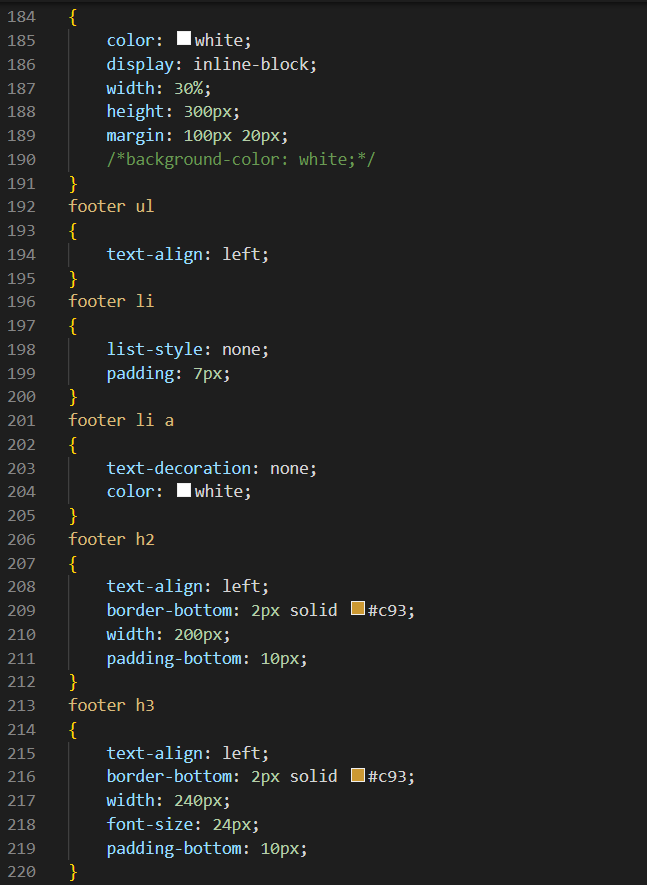 184 {
185 color: white;
186 display: inline-block;
187 width: 30%;
188 height: 300px;
189 margin: 100px 20px;
190 /*background-color: white;*/
191 }
192 footer ul
193 {
194 text-align: left;
195 }
196 footer li
197 {
198 list-style: none;
199 padding: 7px;
200 }
201 footer li a
202 {
203 text-decoration: none;
204 color: white;
205 }
206 footer h2
207 {
208 text-align: left;
209 border-bottom: 2px solid #c93;
210 width: 200px;
211 padding-bottom: 10px;
212 }
213 footer h3
214 {
215 text-align: left;
216 border-bottom: 2px solid #c93;
217 width: 240px;
218 font-size: 24px;
219 padding-bottom: 10px;
220 }